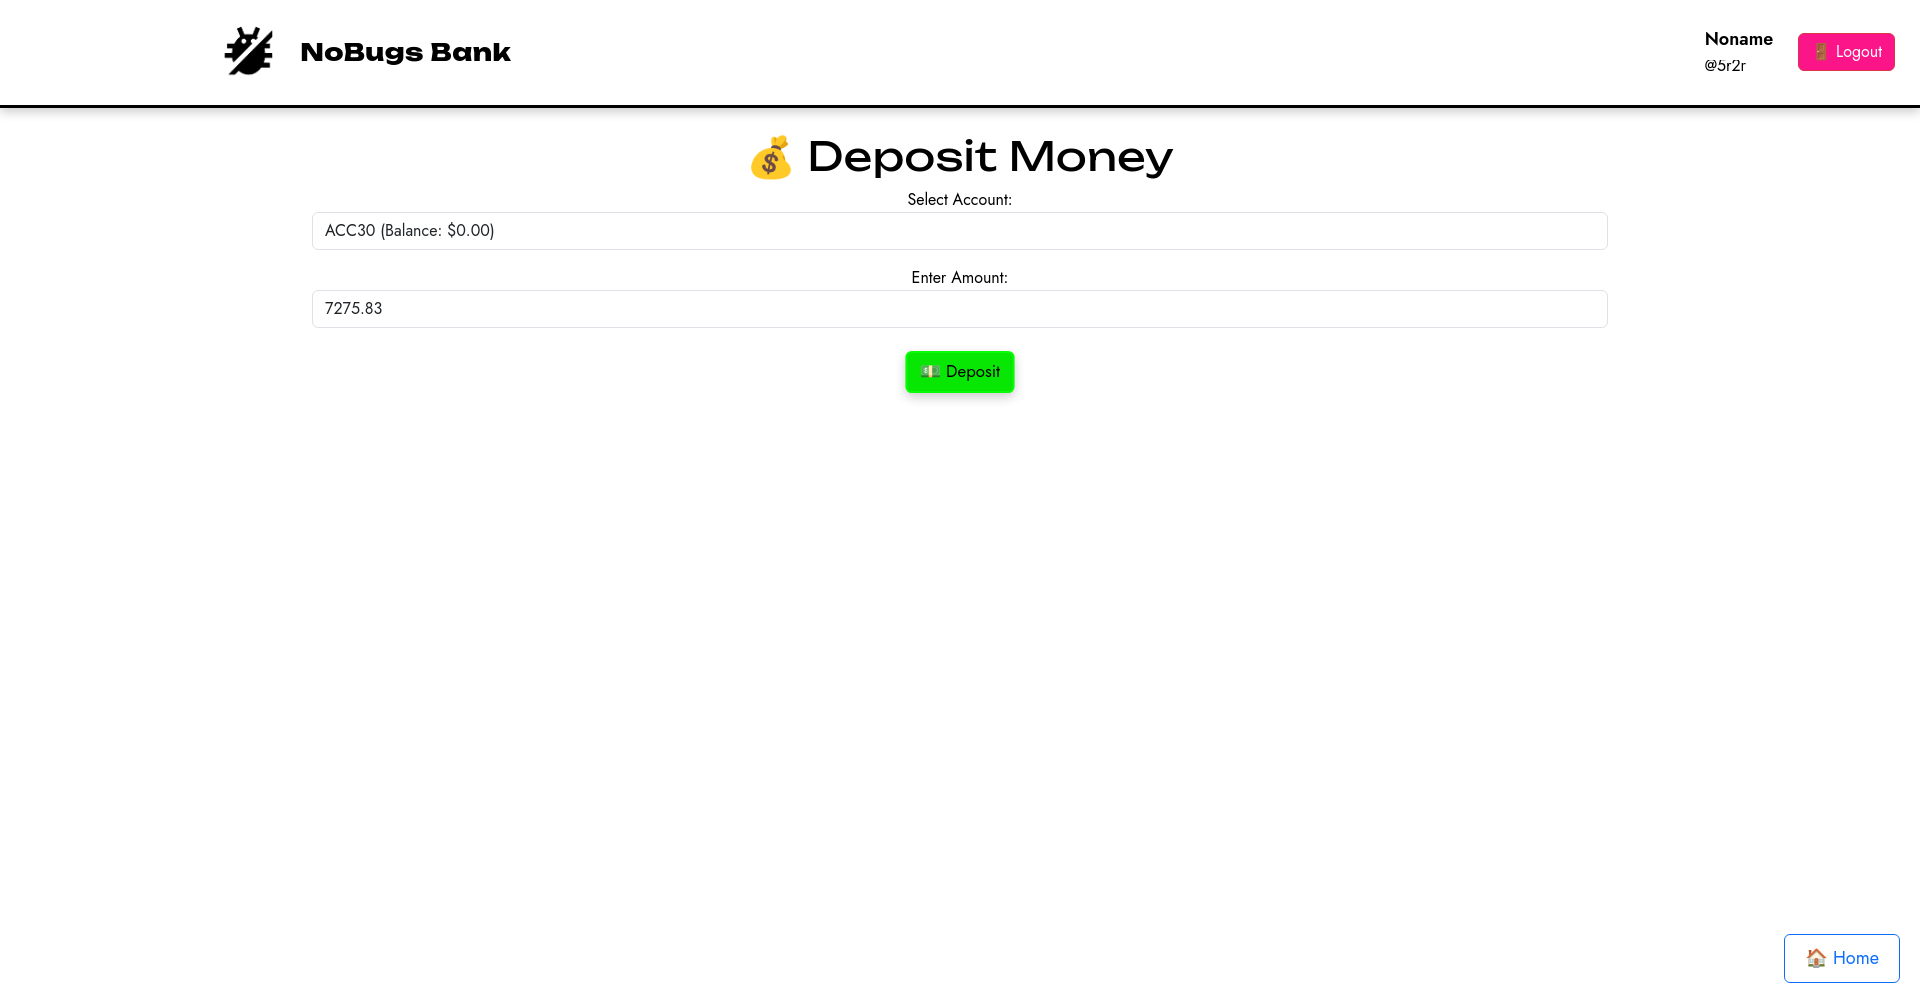 NoBugs Bank
Noname
@5r2r
Logout
Deposit Money
Select Account:
ACC30 (Balance: $0.00)
Enter Amount:
7275.83
Deposit
Home